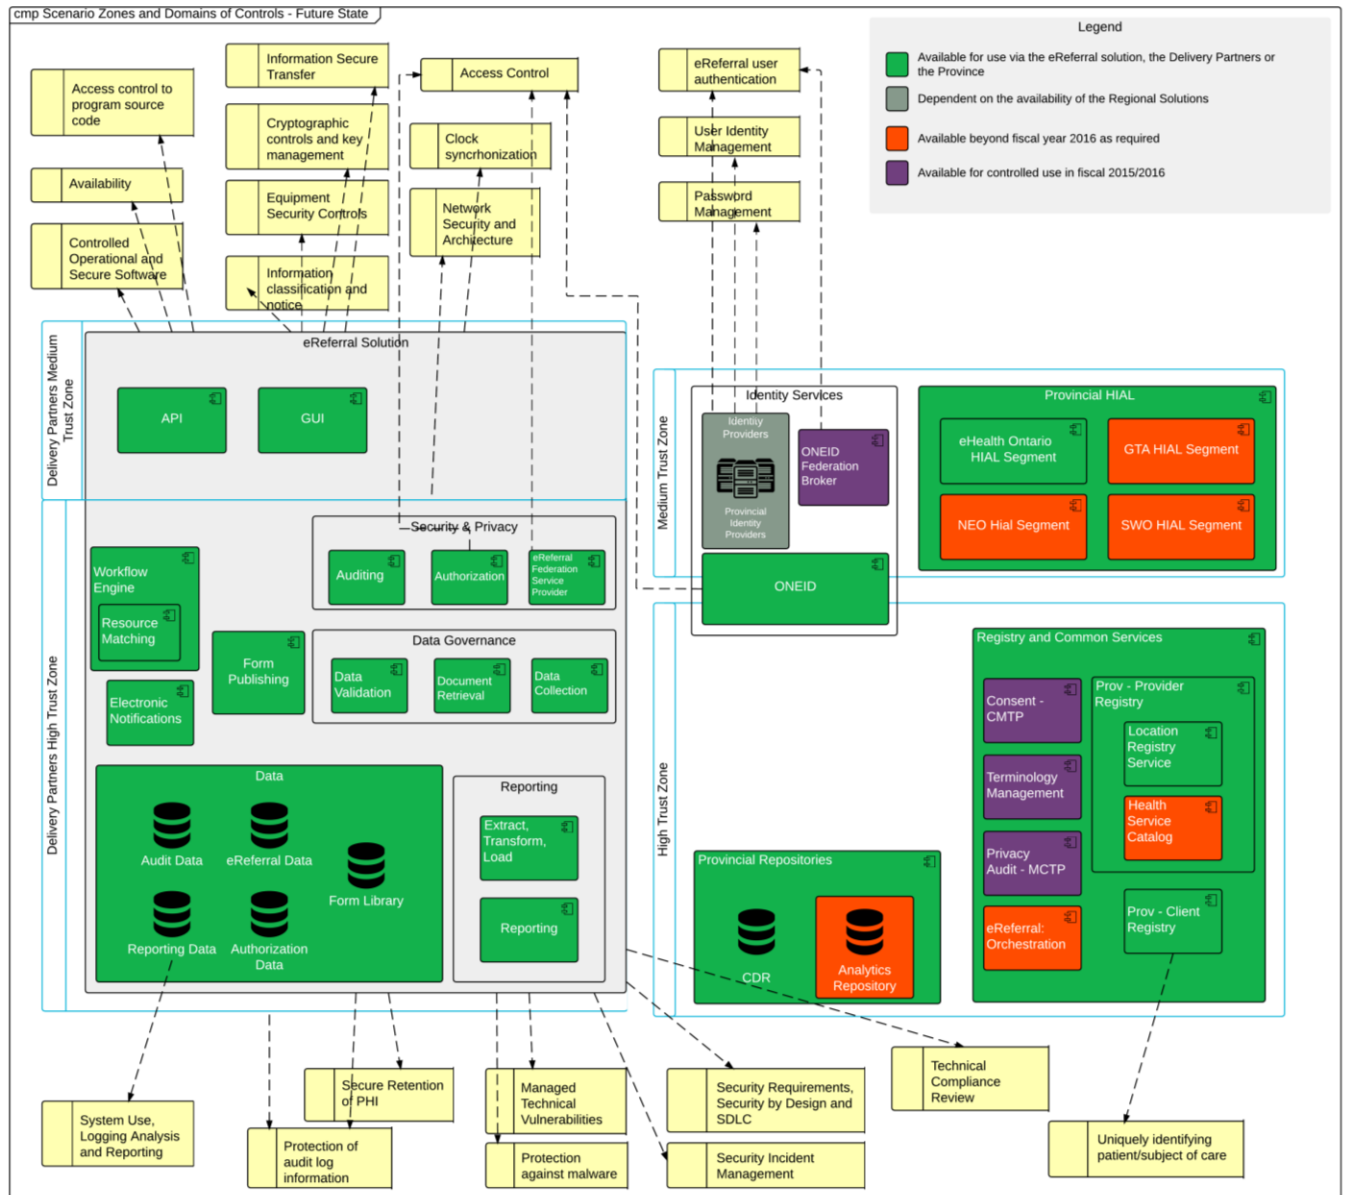 cmp Scenario Zones and Domains of Controls - Future State
Legend
Available for use via the eReferral solution, the Delivery Partners or
the Province
Dependent on the availability of the Regional Solutions
Available beyond fiscal year 2016 as required
Available for controlled use in fiscal 2015/2016
Access control to
program source
code
Availability
Controlled
Operational and
Secure Software
Information Secure
Transfer
Cryptographic
controls and key
management
Equipment
Security Controls
Information
classification and
notice
Access Control
Clock
syncrhonization
Network
Security and
Architecture
eReferral user
authentication
User Identity
Management
Password
Management
Delivery Partners Medium
Trust Zone
eReferral Solution
API
GUI
Delivery Partners High Trust Zone
Security & Privacy
Auditing
Authorization
eReferral
Federation
Service
Provider
Workflow
Engine
Resource
Matching
Form
Publishing
Electronic
Notifications
Data Governance
Data
Validation
Document
Retrieval
Data
Collection
Data
Audit Data
eReferral Data
Form Library
Reporting Data
Authorization
Data
Reporting
Extract,
Transform,
Load
Reporting
Medium Trust Zone
Identity Services
Identity
Providers
Provincial
Identity
Providers
ONEID
Federation
Broker
ONEID
Provincial HIAL
eHealth Ontario
HIAL Segment
GTA HIAL Segment
NEO Hial Segment
SWO HIAL Segment
High Trust Zone
Registry and Common Services
Consent -
CMTP
Terminology
Management
Privacy
Audit - MCTP
eReferral:
Orchestration
Prov - Provider
Registry
Location
Registry
Service
Health
Service
Catalog
Prov - Client
Registry
Provincial Repositories
CDR
Analytics
Repository
System Use,
Logging Analysis
and Reporting
Protection of
audit log
information
Secure Retention
of PHI
Managed
Technical
Vulnerabilities
Protection
against malware
Security Requirements,
Security by Design and
SDLC
Security Incident
Management
Technical
Compliance
Review
Uniquely identifying
patient/subject of care